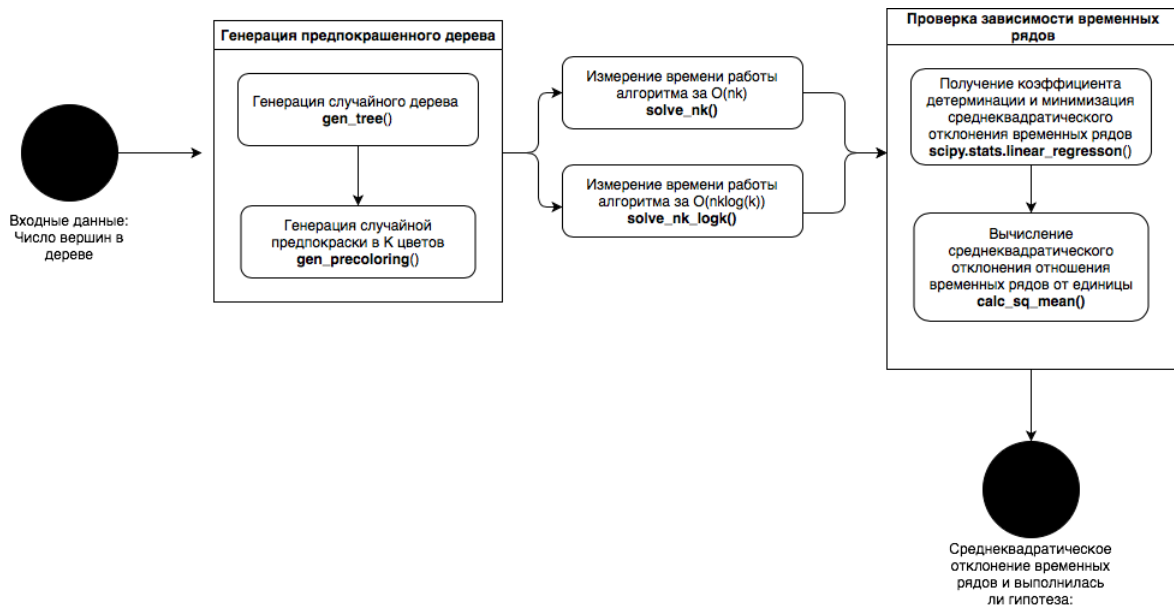 Входные данные:
Число вершин в
дереве
Генерация предпокрашенного дерева
Генерация случайного дерева
gen_tree()
Генерация случайной
предпокраски в К цветов
gen_precoloring()
Измерение времени работы
алгоритма за O(nk)
solve_nk()
Измерение времени работы
алгоритма за O(nklog(k))
solve_nk_logk()
Проверка зависимости временных
рядов
Получение коэффициента
детерминации и минимизация
среднеквадратического
отклонения временных рядов
scipy.stats.linear_regresson()
Вычисление
среднеквадратического
отклонения отношения
временных рядов от единицы
calc_sq_mean()
Среднеквадратическое
отклонение временных
рядов и выполнилась
ли гипотеза: